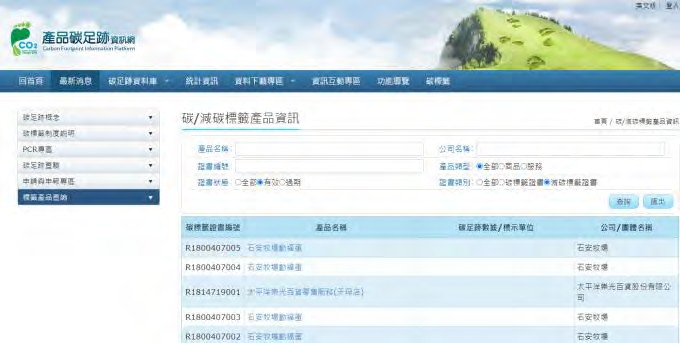 英文版 登入
CO2
產品碳足跡資訊網
Carbon Footprint Information Platform
回首頁 最新消息 碳足跡資料庫 統計資訊 資料下載專區 資訊互動專區 功能導覽 碳標籤
碳足跡概念
碳標籤制度說明
PCR專區
碳足跡查驗
申請與申報專區
標籤產品查詢
碳/減碳標籤產品資訊
首頁 / 碳/減碳標籤產品資訊
產品名稱: 公司名稱:
證書編號: 產品類型: 全部 商品 服務
證書狀態: 全部 有效 過期 證書類別: 全部 碳標籤證書 減碳標籤證書
查詢 匯出
碳標籤證書編號 產品名稱 碳足跡數據/標示單位 公司/團體名稱
R1800407005 石安牧場動福蛋 石安牧場
R1800407004 石安牧場動福蛋 石安牧場
R1814719001 太平洋崇光百貨零售服務(天母店) 太平洋崇光百貨股份有限公
司
R1800407003 石安牧場動福蛋 石安牧場
R1800407002 石安牧場動福蛋 石安牧場